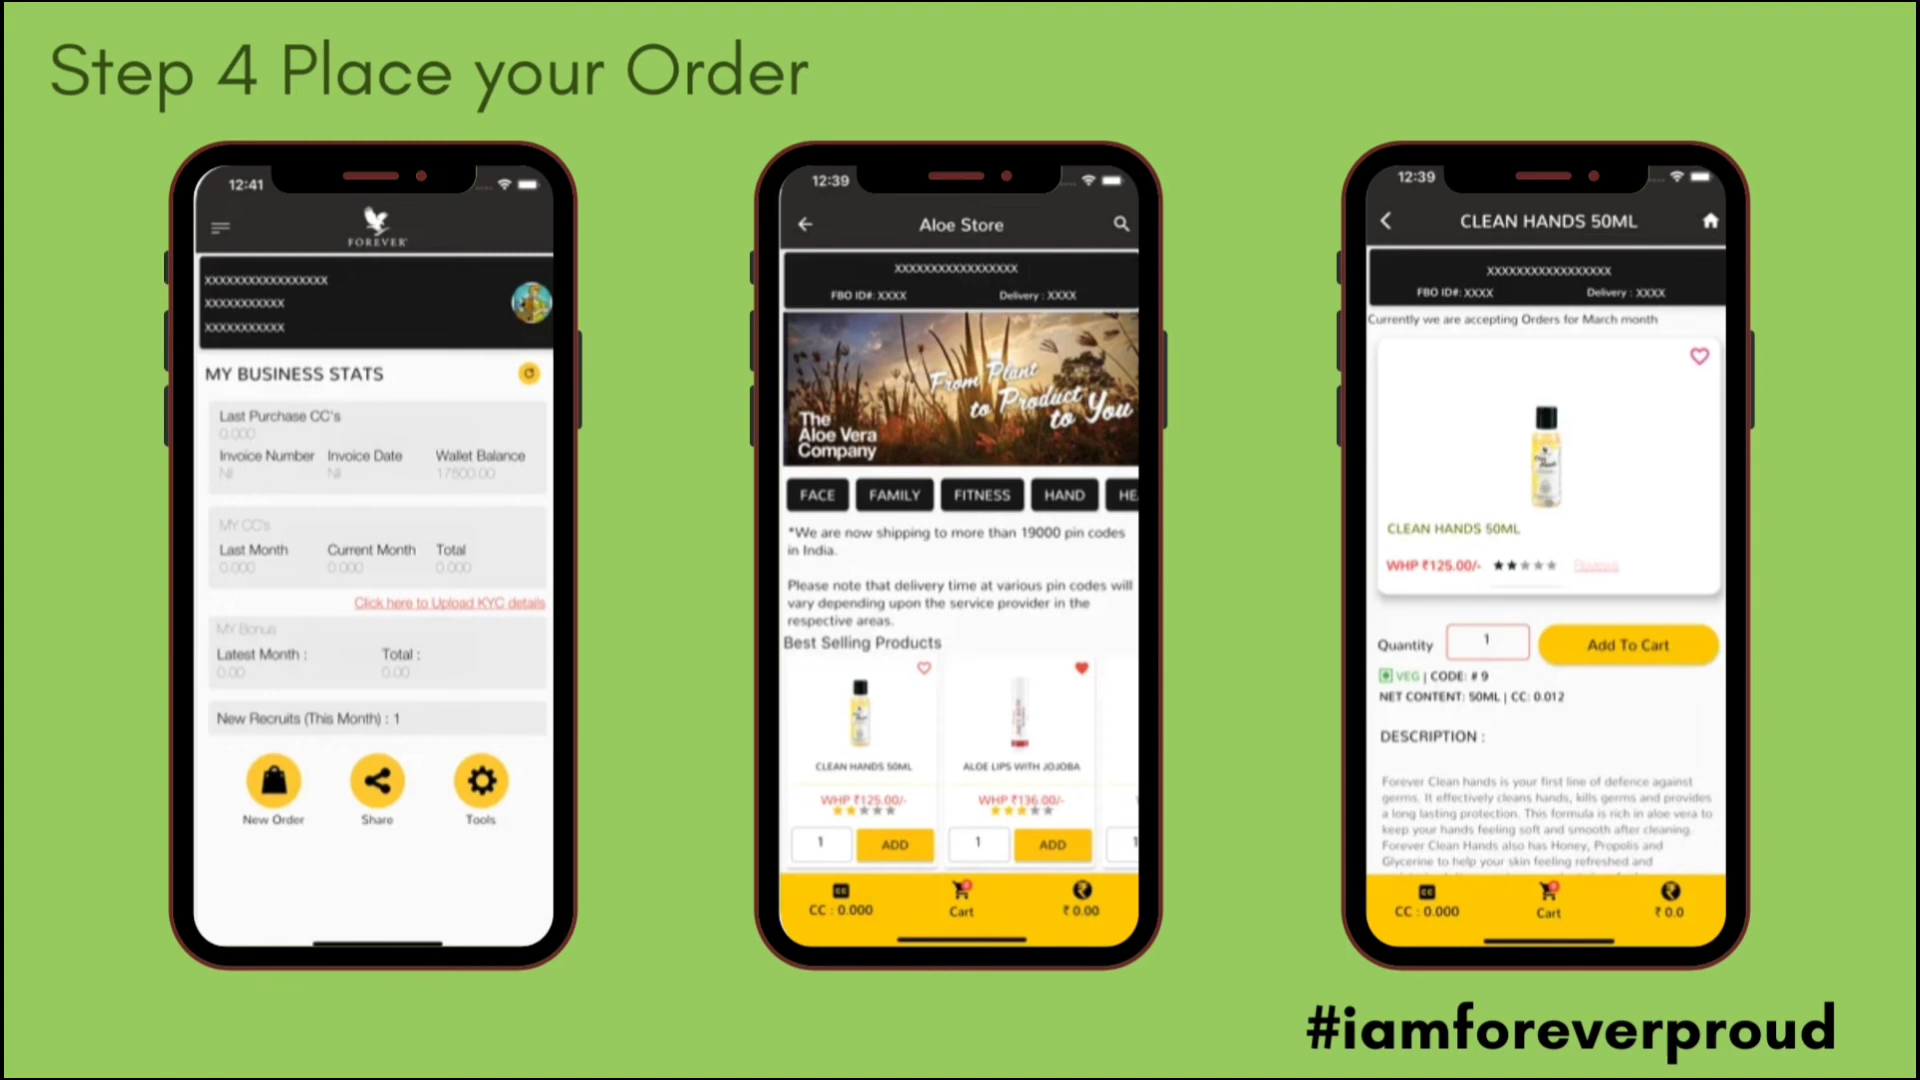 Step 4 Place your Order
12:41
FOREVER
XXXXXXXXXXXXXXXXX
XXXXXXXXXXX
XXXXXXXXXXX
MY BUSINESS STATS
Last Purchase CC's
0.000
Invoice Number Invoice Date Wallet Balance
Nil Nil 17500.00
MY CC's
Last Month Current Month Total
0.000 0.000 0.000
Click here to Upload KYC details
MY Bonus
Latest Month : Total :
0.00 0.00
New Recruits (This Month) : 1
New Order Share Tools
12:39
Aloe Store
XXXXXXXXXXXXXXXXX
FBO ID#: XXXX Delivery : XXXX
From Plant
to Product
to You
The
Aloe Vera
Company
FACE FAMILY FITNESS HAND HE
*We are now shipping to more than 19000 pin codes
in India.
Please note that delivery time at various pin codes will
vary depending upon the service provider in the
respective areas.
Best Selling Products
CLEAN HANDS 50ML ALOE LIPS WITH JOJOBA
WHP ₹125.00/- WHP ₹136.00/-
1 ADD 1 ADD 1
CC : 0.000 Cart ₹ 0.00
12:39
CLEAN HANDS 50ML
XXXXXXXXXXXXXXXXX
FBO ID#: XXXX Delivery : XXXX
Currently we are accepting Orders for March month
CLEAN HANDS 50ML
WHP ₹125.00/- Reviews
Quantity 1 Add To Cart
VEG | CODE: # 9
NET CONTENT: 50ML | CC: 0.012
DESCRIPTION :
Forever Clean hands is your first line of defence against
germs. It effectively cleans hands, kills germs and provides
a long lasting protection. This formula is rich in aloe vera to
keep your hands feeling soft and smooth after cleaning.
Forever Clean Hands also has Honey, Propolis and
Glycerine to help your skin feeling refreshed and
CC : 0.000 Cart ₹ 0.0
#iamforeverproud